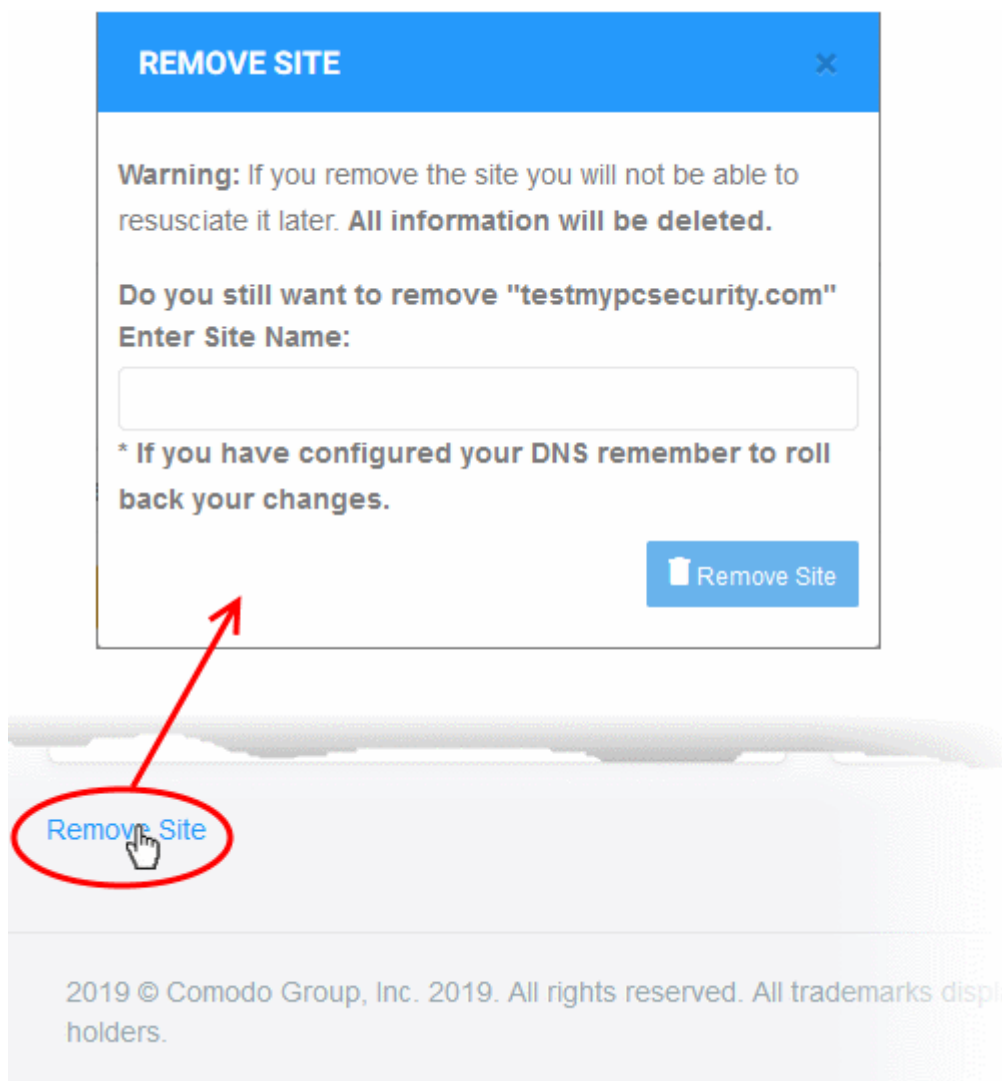 REMOVE SITE
Warning: If you remove the site you will not be able to
resusciate it later. All information will be deleted.
Do you still want to remove "testmypcsecurity.com"
Enter Site Name:
* If you have configured your DNS remember to roll
back your changes.
Remove Site
Remove Site
2019 © Comodo Group, Inc. 2019. All rights reserved. All trademarks
holders.